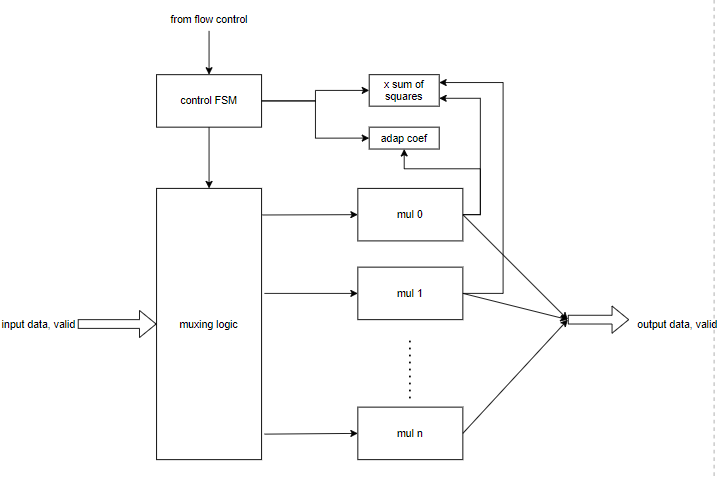 from flow control
control FSM
x sum of
squares
adap coef
mul 0
mul 1
input data, valid
muxing logic
output data, valid
mul n